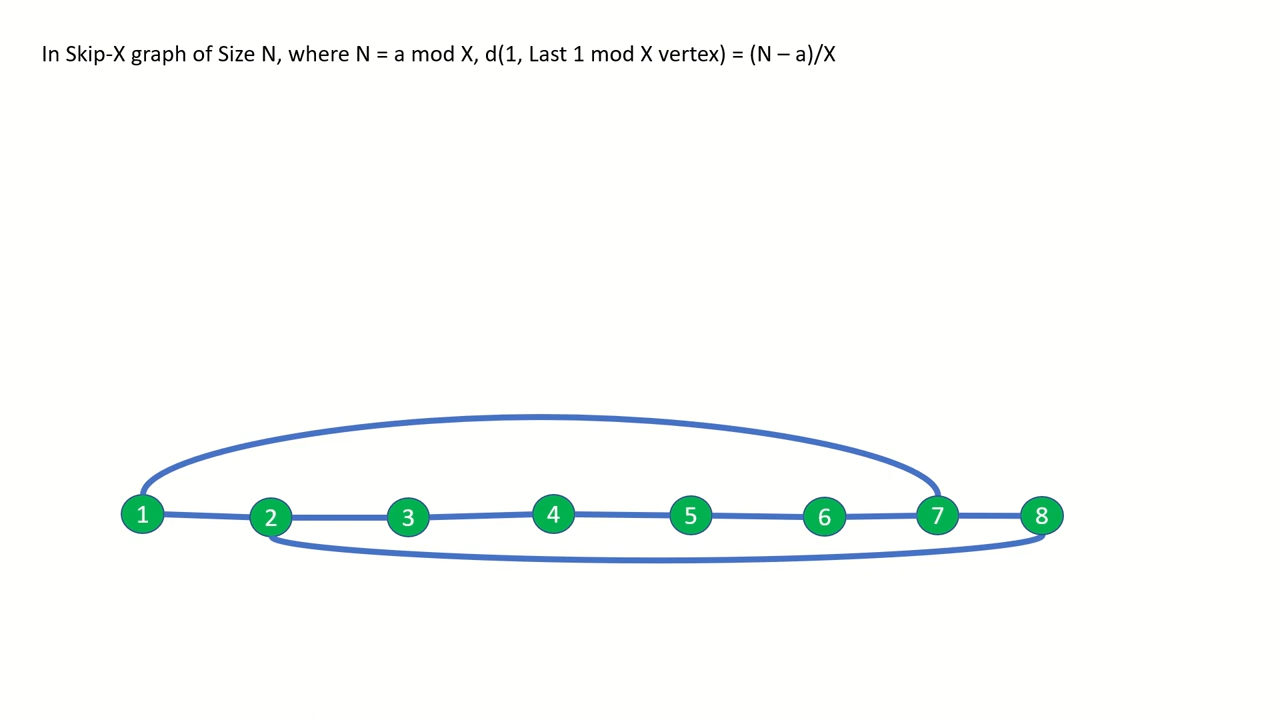 In Skip-X graph of Size N, where N = a mod X, d(1, Last 1 mod X vertex) = (N – a)/X
1 2 3 4 5 6 7 8